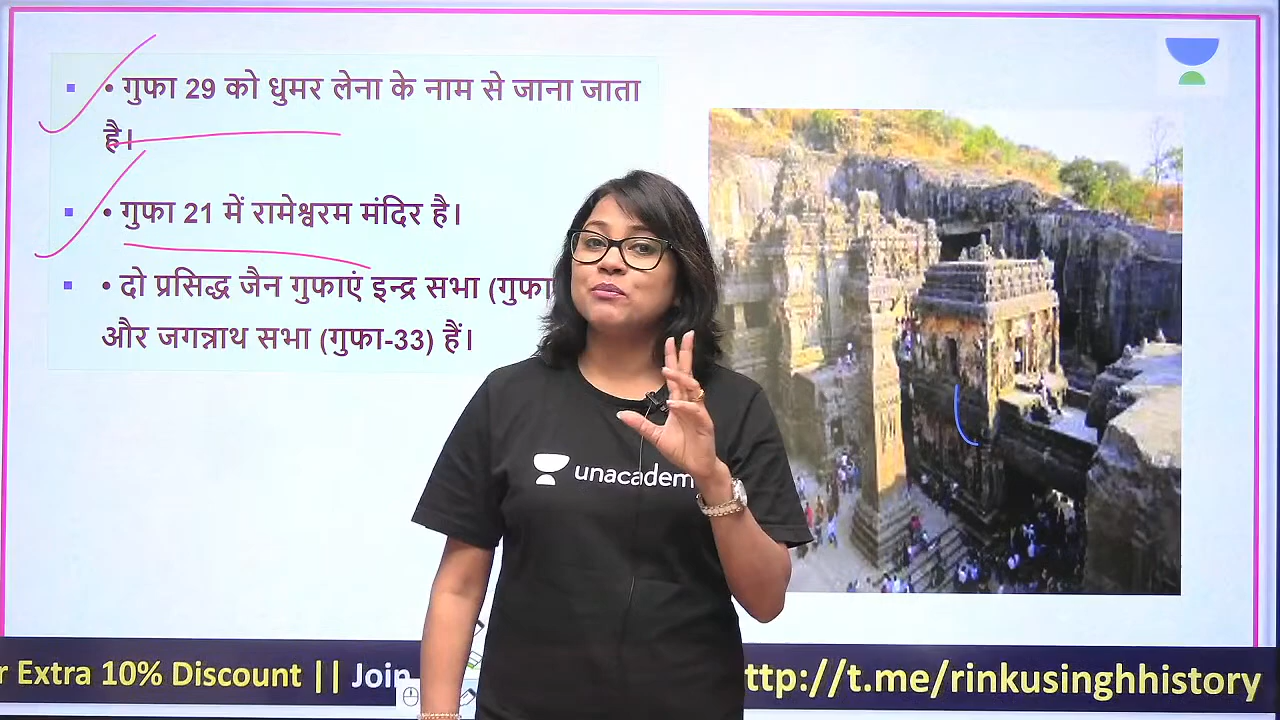 • गुफा 29 को धुमर लेना के नाम से जाना जाता
है।
• गुफा 21 में रामेश्वरम मंदिर है।
• दो प्रसिद्ध जैन गुफाएं इन्द्र सभा (गुफा
और जगन्नाथ सभा (गुफा-33) हैं।
unacadem
r Extra 10% Discount || Join
ttp://t.me/rinkusinghhistory